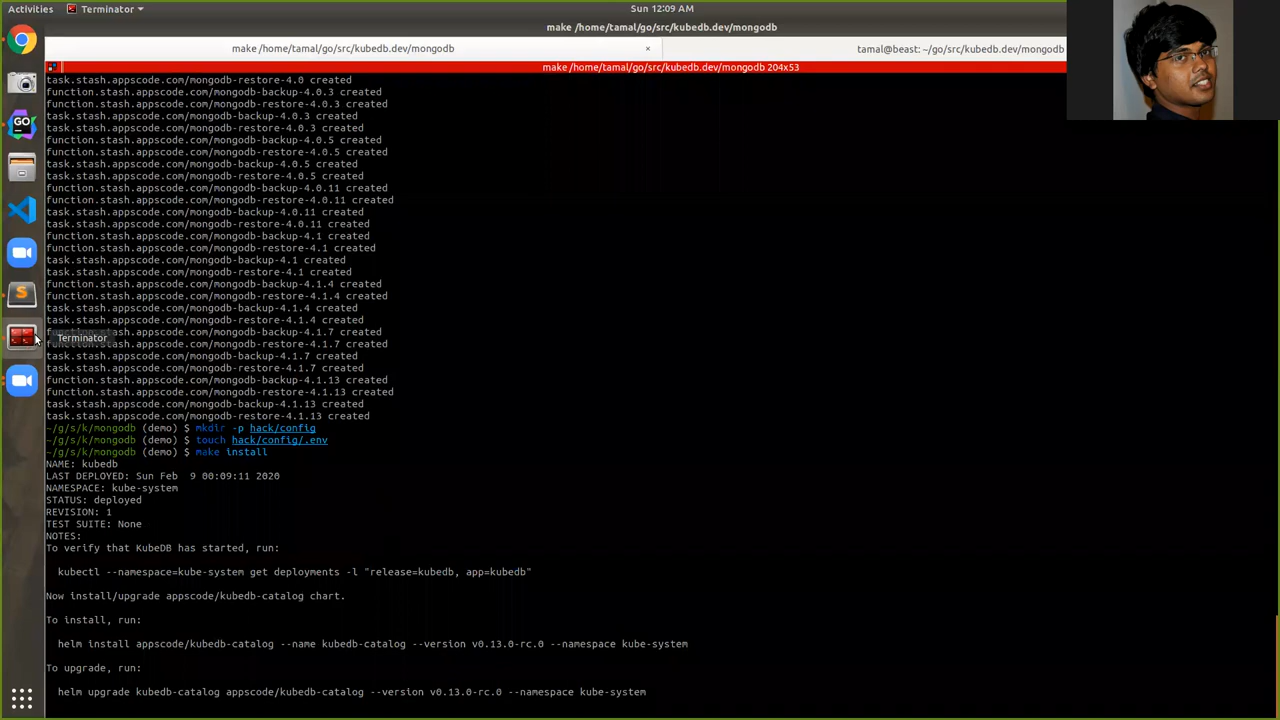 Activities Terminator Sun 12:09 AM
make /home/tamal/go/src/kubedb.dev/mongodb
make /home/tamal/go/src/kubedb.dev/mongodb × tamal@beast: ~/go/src/kubedb.dev/mongodb
make /home/tamal/go/src/kubedb.dev/mongodb 204x53
task.stash.appscode.com/mongodb-restore-4.0 created
function.stash.appscode.com/mongodb-backup-4.0.3 created
function.stash.appscode.com/mongodb-restore-4.0.3 created
task.stash.appscode.com/mongodb-backup-4.0.3 created
task.stash.appscode.com/mongodb-restore-4.0.3 created
function.stash.appscode.com/mongodb-backup-4.0.5 created
function.stash.appscode.com/mongodb-restore-4.0.5 created
task.stash.appscode.com/mongodb-backup-4.0.5 created
task.stash.appscode.com/mongodb-restore-4.0.5 created
function.stash.appscode.com/mongodb-backup-4.0.11 created
function.stash.appscode.com/mongodb-restore-4.0.11 created
task.stash.appscode.com/mongodb-backup-4.0.11 created
task.stash.appscode.com/mongodb-restore-4.0.11 created
function.stash.appscode.com/mongodb-backup-4.1 created
function.stash.appscode.com/mongodb-restore-4.1 created
task.stash.appscode.com/mongodb-backup-4.1 created
task.stash.appscode.com/mongodb-restore-4.1 created
function.stash.appscode.com/mongodb-backup-4.1.4 created
function.stash.appscode.com/mongodb-restore-4.1.4 created
task.stash.appscode.com/mongodb-backup-4.1.4 created
task.stash.appscode.com/mongodb-restore-4.1.4 created
function.stash.appscode.com/mongodb-backup-4.1.7 created
Terminator
function.stash.appscode.com/mongodb-restore-4.1.7 created
task.stash.appscode.com/mongodb-backup-4.1.7 created
task.stash.appscode.com/mongodb-restore-4.1.7 created
function.stash.appscode.com/mongodb-backup-4.1.13 created
function.stash.appscode.com/mongodb-restore-4.1.13 created
task.stash.appscode.com/mongodb-backup-4.1.13 created
task.stash.appscode.com/mongodb-restore-4.1.13 created
~/g/s/k/mongodb (demo) $ mkdir -p hack/config
~/g/s/k/mongodb (demo) $ touch hack/config/.env
~/g/s/k/mongodb (demo) $ make install
NAME: kubedb
LAST DEPLOYED: Sun Feb  9 00:09:11 2020
NAMESPACE: kube-system
STATUS: deployed
REVISION: 1
TEST SUITE: None
NOTES:
To verify that KubeDB has started, run:
kubectl --namespace=kube-system get deployments -l "release=kubedb, app=kubedb"
Now install/upgrade appscode/kubedb-catalog chart.
To install, run:
helm install appscode/kubedb-catalog --name kubedb-catalog --version v0.13.0-rc.0 --namespace kube-system
To upgrade, run:
helm upgrade kubedb-catalog appscode/kubedb-catalog --version v0.13.0-rc.0 --namespace kube-system